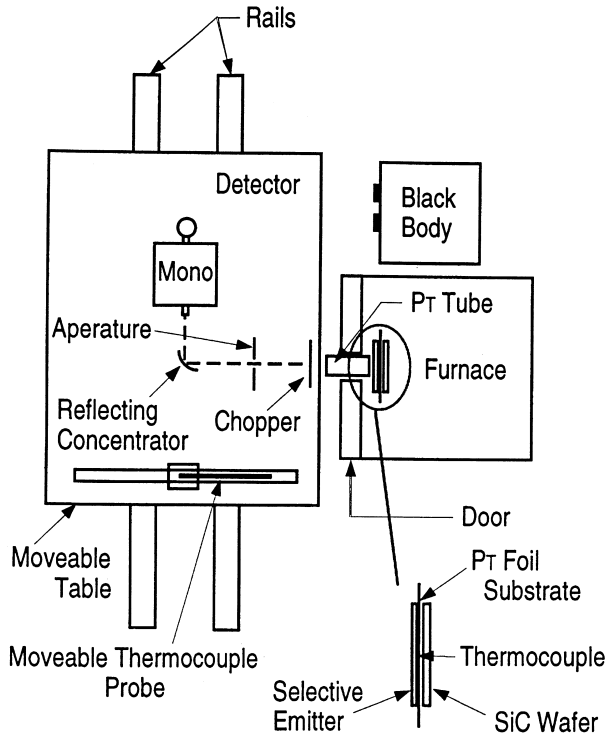 Rails
Detector
Black
Body
Mono
PT Tube
Aperature
Furnace
Reflecting
Concentrator
Chopper
Door
Moveable
Table
PT Foil
Substrate
Moveable Thermocouple
Probe
Thermocouple
Selective
Emitter
SiC Wafer